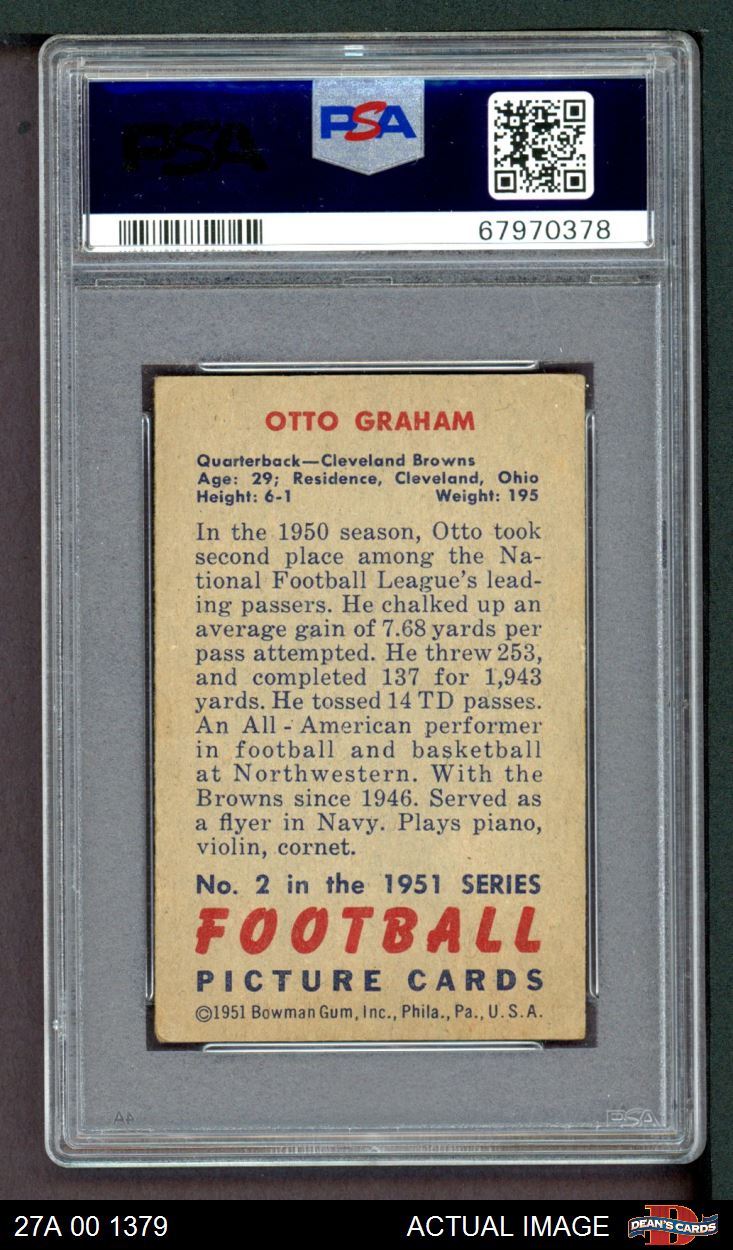 PSA
PSA
67970378
OTTO GRAHAM
Quarterback—Cleveland Browns
Age: 29; Residence, Cleveland, Ohio
Height: 6-1 Weight: 195
In the 1950 season, Otto took
second place among the Na-
tional Football League's lead-
ing passers. He chalked up an
average gain of 7.68 yards per
pass attempted. He threw 253,
and completed 137 for 1,943
yards. He tossed 14 TD passes.
An All - American performer
in football and basketball
at Northwestern. With the
Browns since 1946. Served as
a flyer in Navy. Plays piano,
violin, cornet.
No. 2 in the 1951 SERIES
FOOTBALL
PICTURE CARDS
©1951 Bowman Gum, Inc., Phila., Pa., U.S.A.
PSA
27A 00 1379 ACTUAL IMAGE DEAN'S CARDS